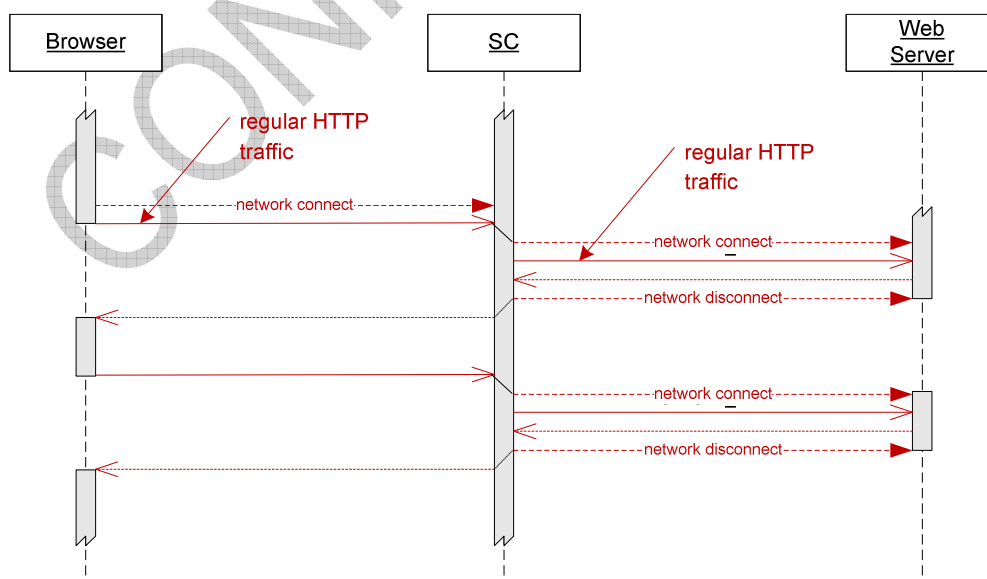 Browser
SC
Web
Server
regular HTTP
traffic
regular HTTP
traffic
network connect
network connect
network disconnect
network connect
network disconnect